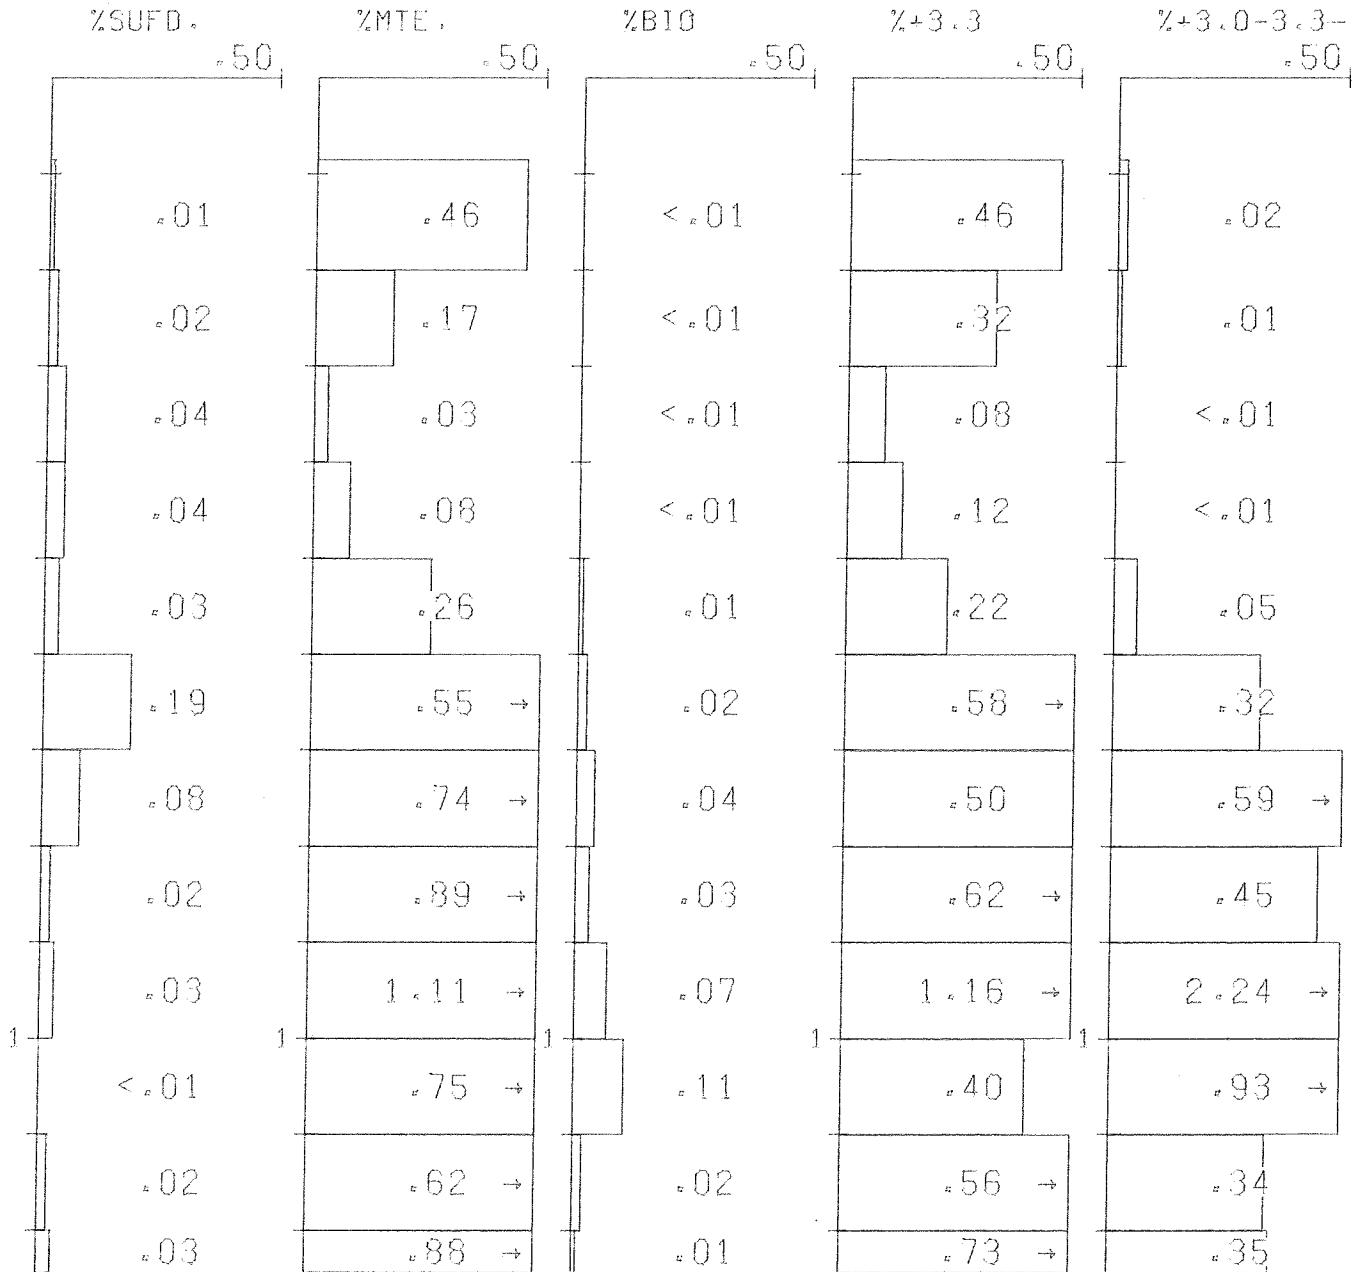 %SUFD. %MTE. %BIO %+3.3 %+3.0-3.3-
.50 .50 .50 .50 .50
.01 .46 <.01 .46 .02
.02 .17 <.01 .32 .01
.04 .03 <.01 .08 <.01
.04 .08 <.01 .12 <.01
.03 .26 .01 .22 .05
.19 .55 → .02 .58 → .32
.08 .74 → .04 .50 .59 →
.02 .89 → .03 .62 → .45
.03 1.11 → .07 1.16 → 2.24 →
1 1 1 1 1
<.01 .75 → .11 .40 .93 →
.02 .62 → .02 .56 → .34
.03 .88 → .01 .73 → .35